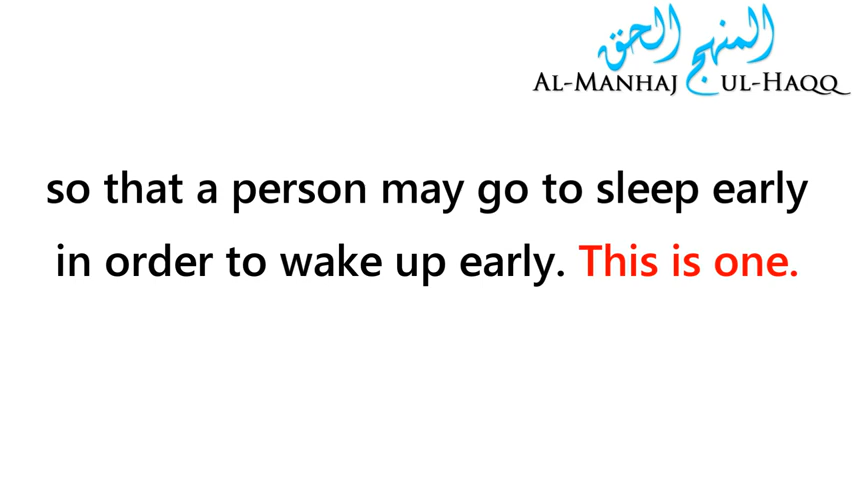 المنهج الحق
AL-MANHAJ UL-HAQQ
so that a person may go to sleep early
in order to wake up early. This is one.